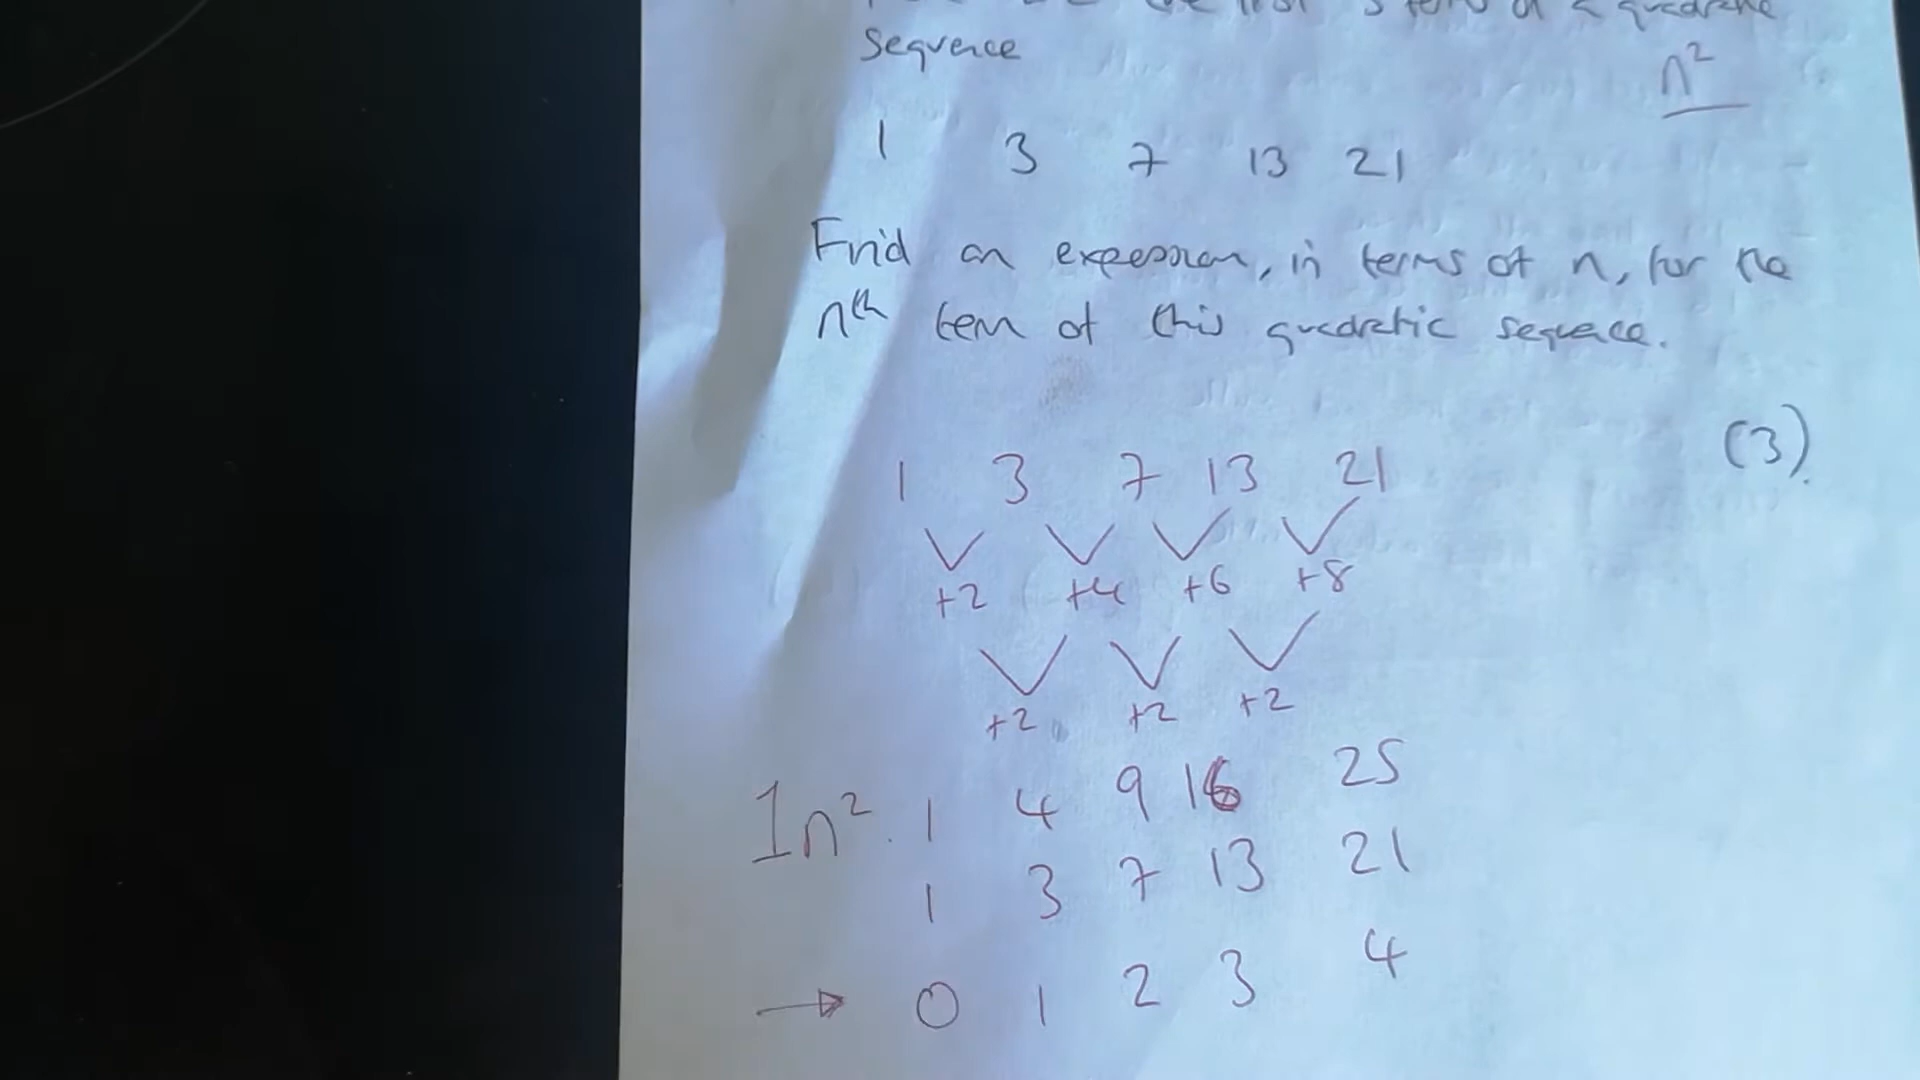 sequence
n²
1 3 7 13 21
Find an expression, in terms of n, for the
nth term of this quadratic sequence.
(3).
1 3 7 13 21
+2 +4 +6 +8
+2 +2 +2
1n². 1 4 9 16 25
1 3 7 13 21
→ 0 1 2 3 4